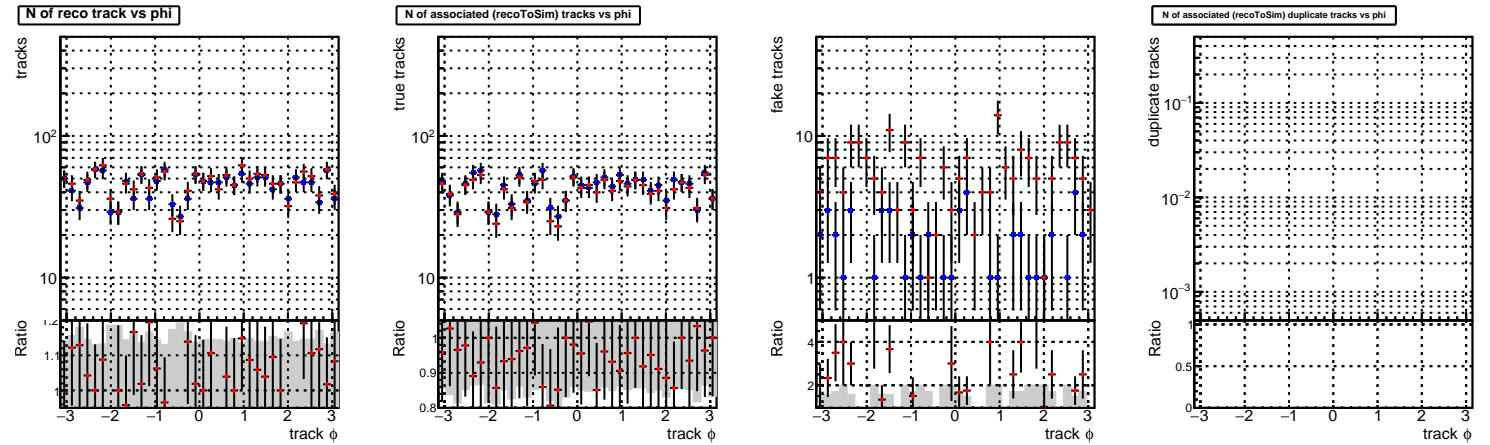 N of reco track vs phi
tracks
10²
10
Ratio
1.2
1.1
1
−3 −2 −1 0 1 2 3
track ϕ
N of associated (recoToSim) tracks vs phi
true tracks
10²
10
Ratio
1
0.9
0.8
−3 −2 −1 0 1 2 3
track ϕ
fake tracks
10
1
Ratio
4
2
−3 −2 −1 0 1 2 3
track ϕ
N of associated (recoToSim) duplicate tracks vs phi
duplicate tracks
10⁻¹
10⁻²
10⁻³
Ratio
1
0.5
0
−3 −2 −1 0 1 2 3
track ϕ